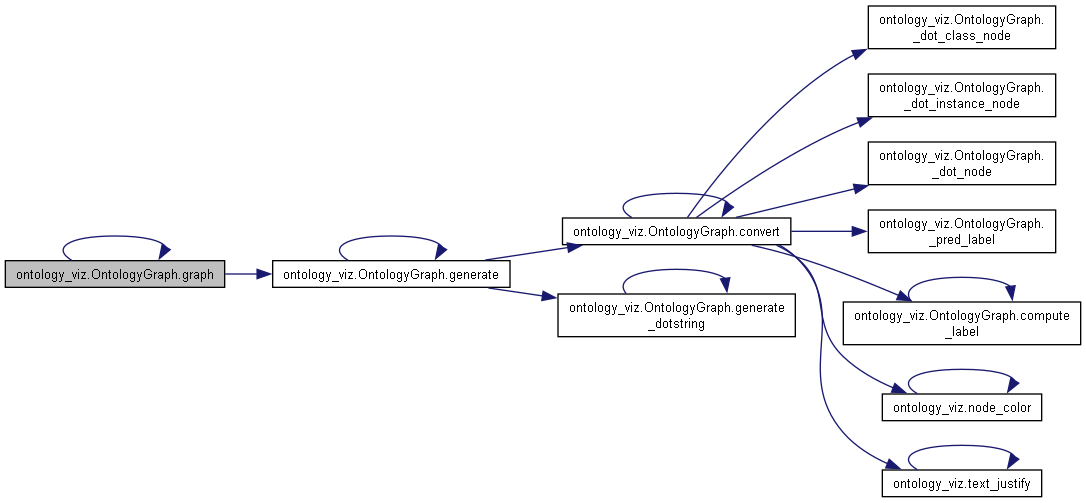 ontology_viz.OntologyGraph.
_dot_class_node
ontology_viz.OntologyGraph.
_dot_instance_node
ontology_viz.OntologyGraph.
_dot_node
ontology_viz.OntologyGraph.
_pred_label
ontology_viz.OntologyGraph.convert
ontology_viz.OntologyGraph.graph
ontology_viz.OntologyGraph.generate
ontology_viz.OntologyGraph.generate
_dotstring
ontology_viz.OntologyGraph.compute
_label
ontology_viz.node_color
ontology_viz.text_justify